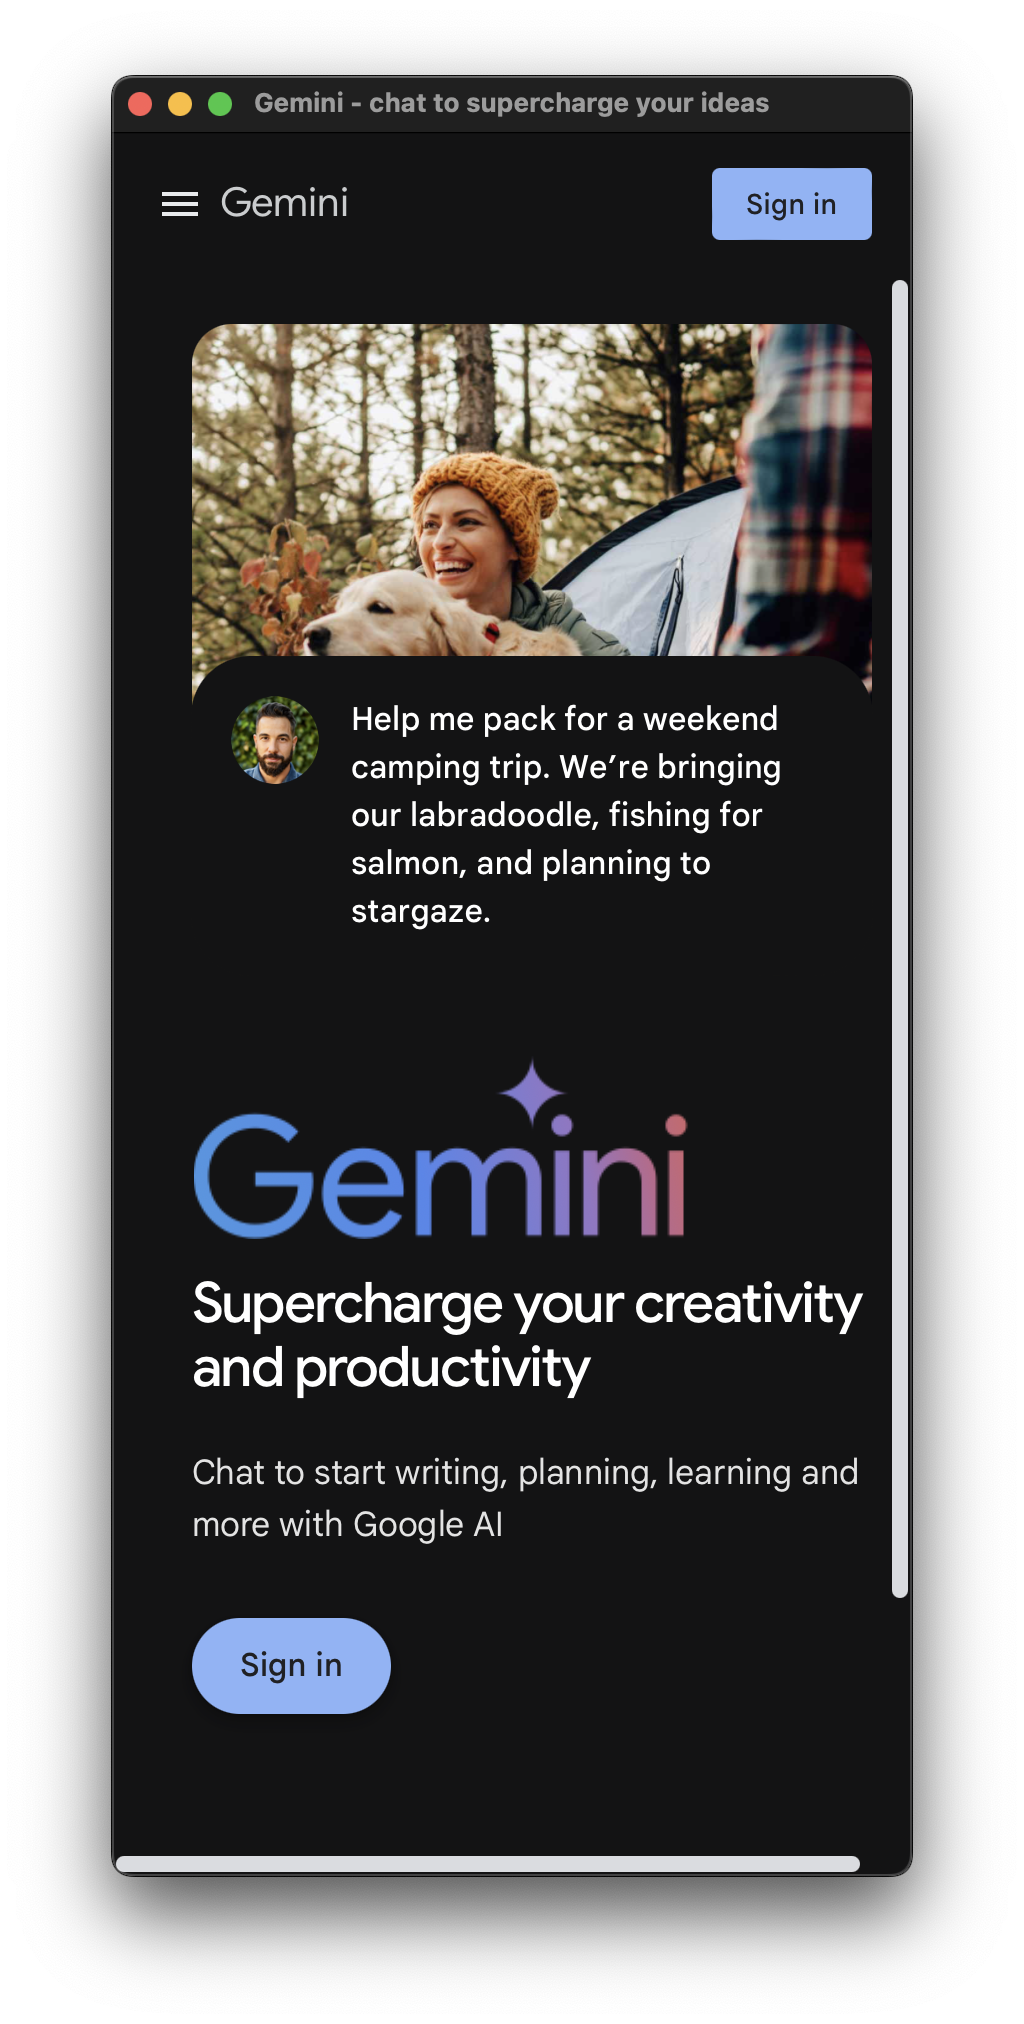 Gemini - chat to supercharge your ideas
Gemini
Sign in
Help me pack for a weekend
camping trip. We’re bringing
our labradoodle, fishing for
salmon, and planning to
stargaze.
Gemini
Supercharge your creativity
and productivity
Chat to start writing, planning, learning and
more with Google AI
Sign in